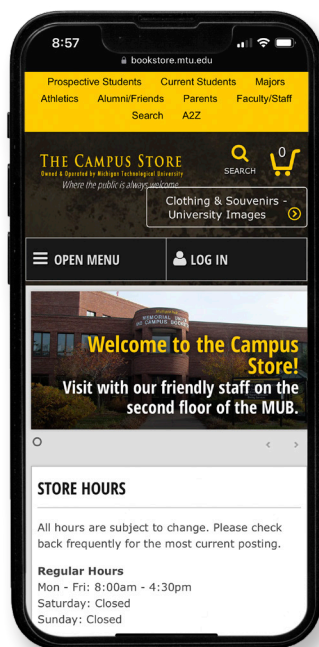 8:57
bookstore.mtu.edu
Prospective Students Current Students Majors
Athletics Alumni/Friends Parents Faculty/Staff
Search A2Z
THE CAMPUS STORE
Owned & Operated by Michigan Technological University
Where the public is always welcome.
SEARCH
0
Clothing & Souvenirs -
University Images
OPEN MENU
LOG IN
MEMORIAL UNION
Welcome to the Campus
Store!
Visit with our friendly staff on the
second floor of the MUB.
STORE HOURS
All hours are subject to change. Please check
back frequently for the most current posting.
Regular Hours
Mon - Fri: 8:00am - 4:30pm
Saturday: Closed
Sunday: Closed